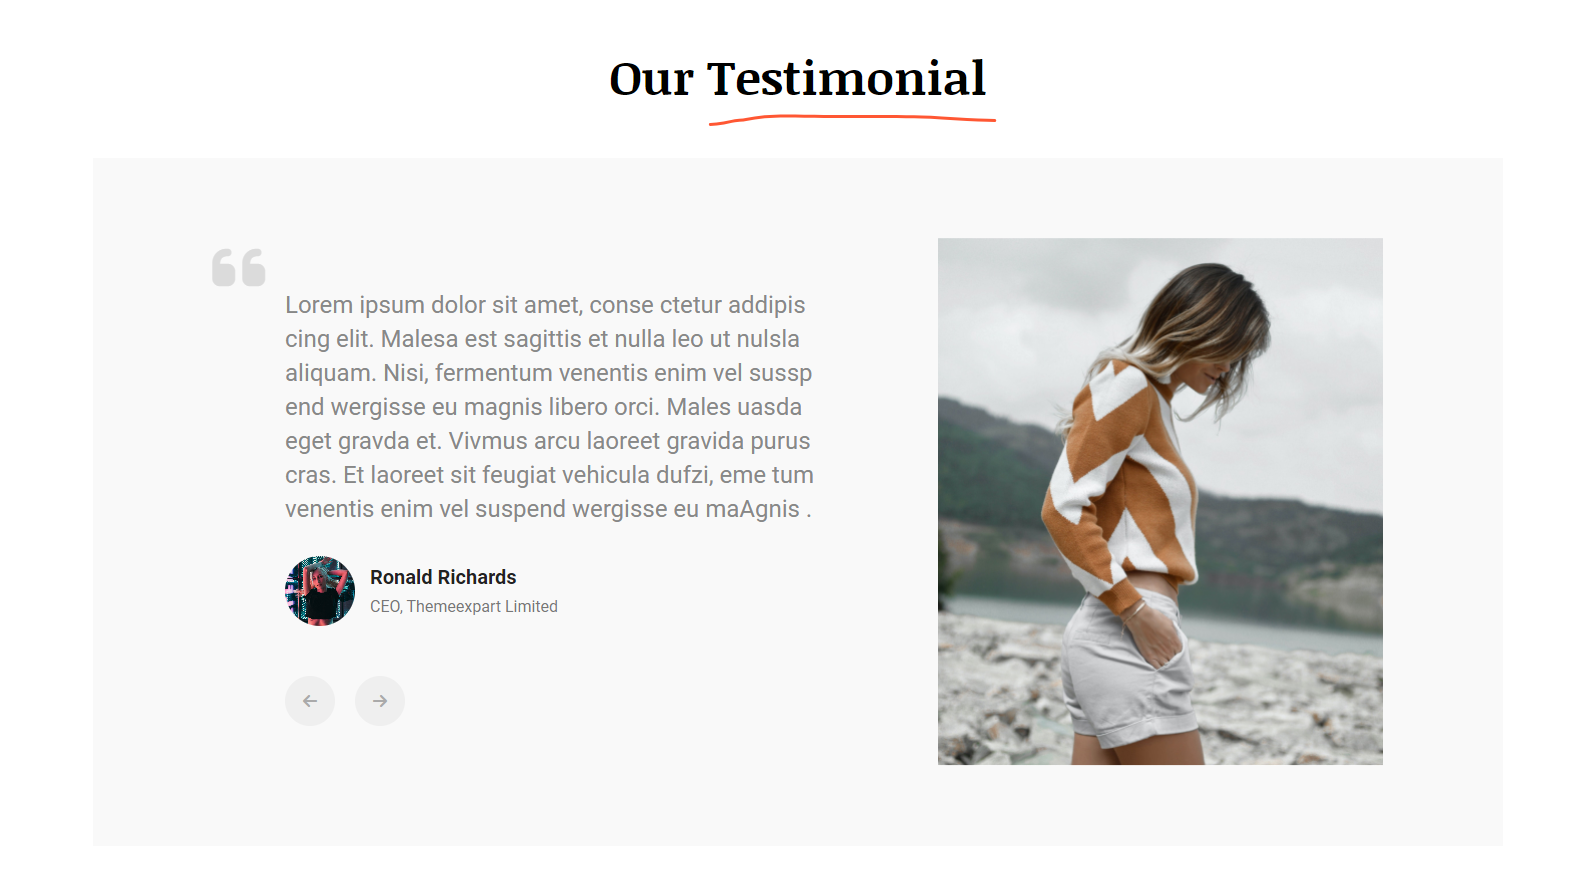 Our Testimonial
Lorem ipsum dolor sit amet, conse ctetur addipis
cing elit. Malesa est sagittis et nulla leo ut nulsla
aliquam. Nisi, fermentum venentis enim vel sussp
end wergisse eu magnis libero orci. Males uasda
eget gravda et. Vivmus arcu laoreet gravida purus
cras. Et laoreet sit feugiat vehicula dufzi, eme tum
venentis enim vel suspend wergisse eu maAgnis .
Ronald Richards
CEO, Themeexpart Limited